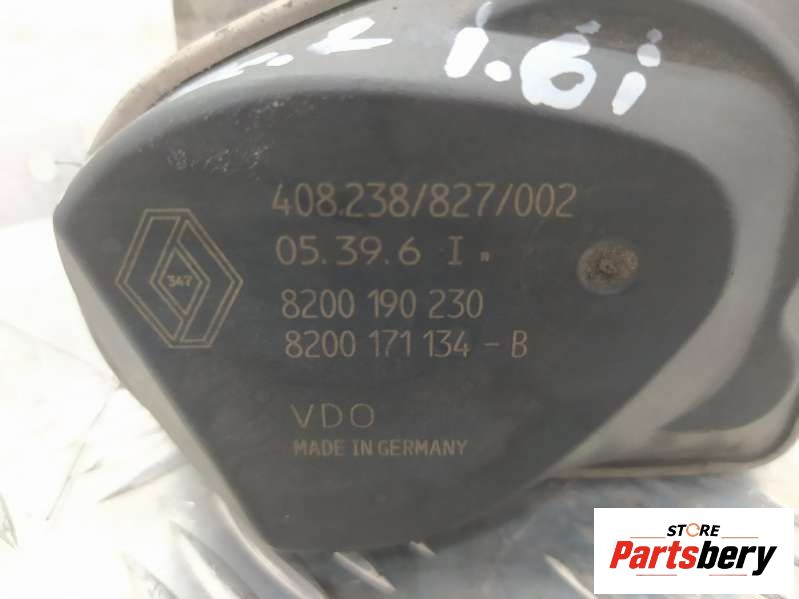 1.6i
408.238/827/002
05.39.6 I.
347
8200 190 230
8200 171 134 - B
VDO
MADE IN GERMANY
STORE
Partsbery